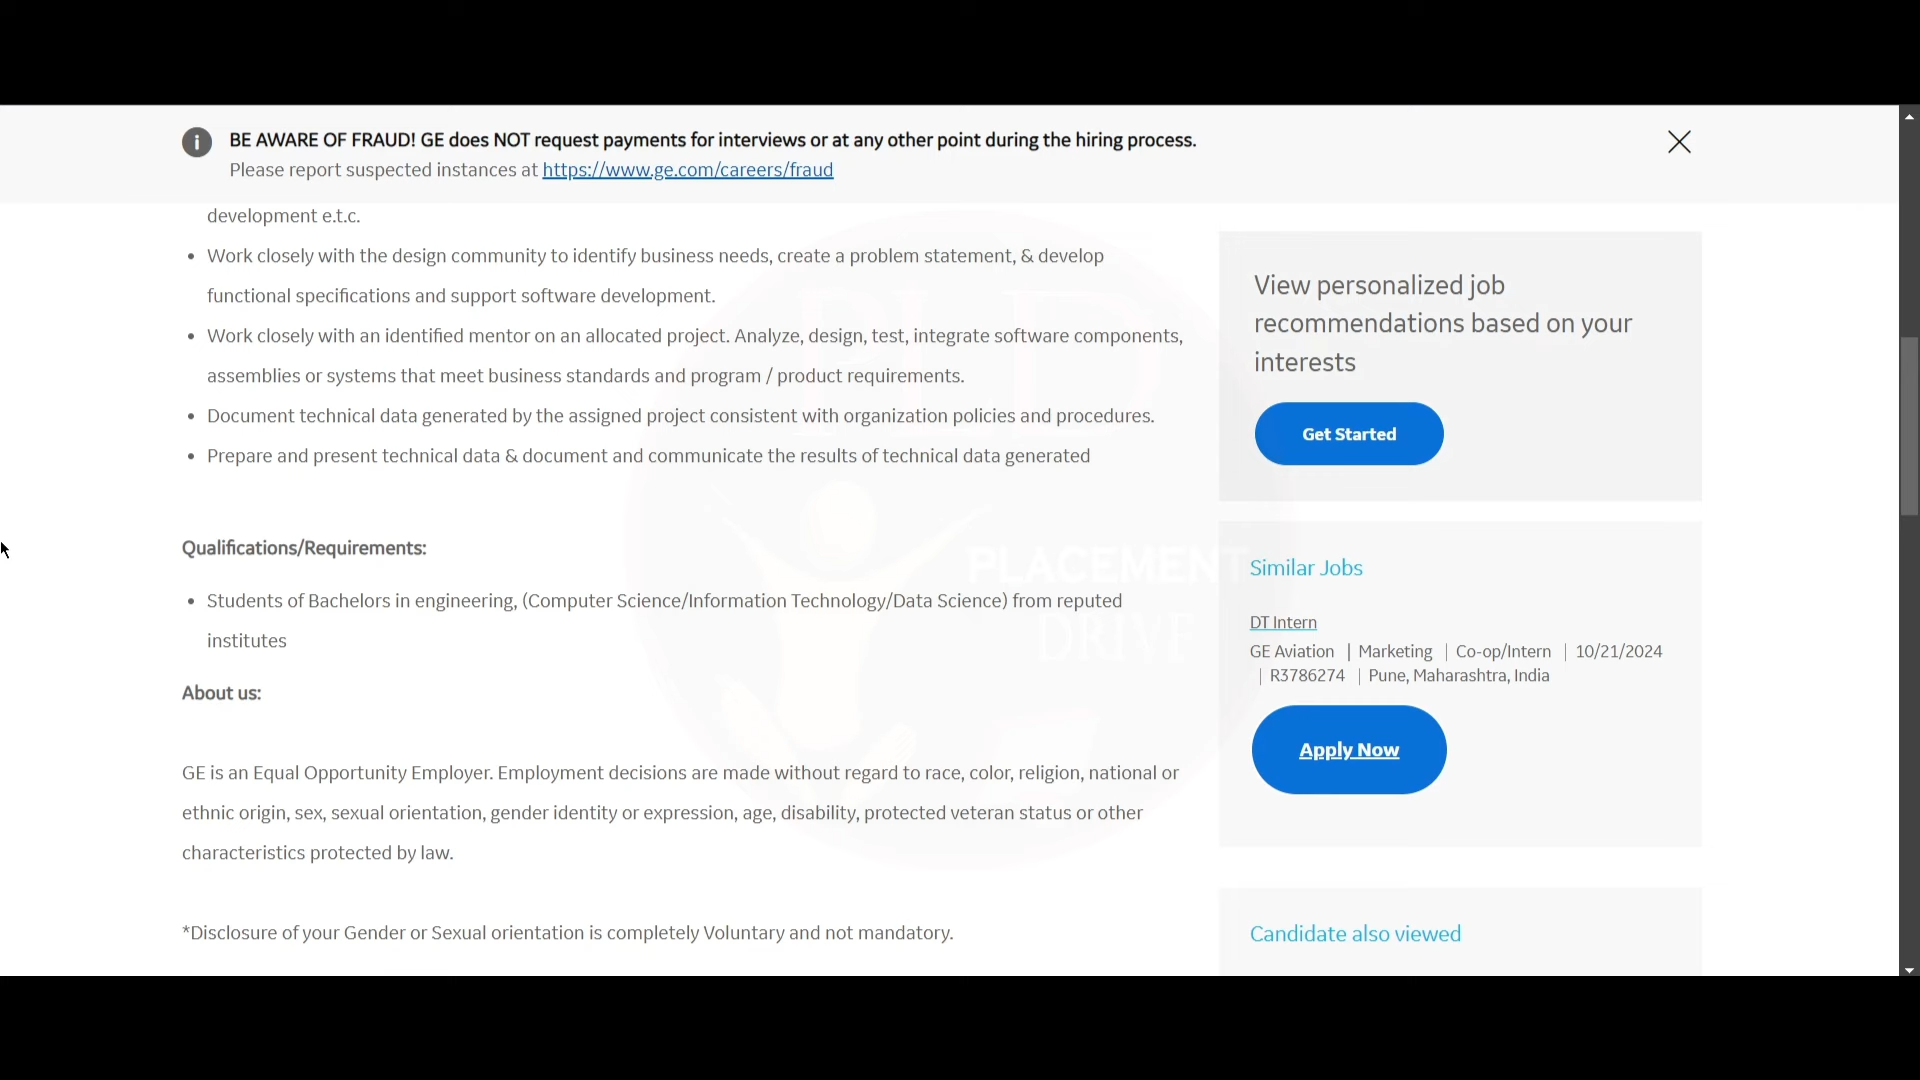 BE AWARE OF FRAUD! GE does NOT request payments for interviews or at any other point during the hiring process.
Please report suspected instances at https://www.ge.com/careers/fraud
development e.t.c.
• Work closely with the design community to identify business needs, create a problem statement, & develop
functional specifications and support software development.
• Work closely with an identified mentor on an allocated project. Analyze, design, test, integrate software components,
assemblies or systems that meet business standards and program / product requirements.
• Document technical data generated by the assigned project consistent with organization policies and procedures.
• Prepare and present technical data & document and communicate the results of technical data generated
Qualifications/Requirements:
• Students of Bachelors in engineering, (Computer Science/Information Technology/Data Science) from reputed
institutes
About us:
GE is an Equal Opportunity Employer. Employment decisions are made without regard to race, color, religion, national or
ethnic origin, sex, sexual orientation, gender identity or expression, age, disability, protected veteran status or other
characteristics protected by law.
*Disclosure of your Gender or Sexual orientation is completely Voluntary and not mandatory.
View personalized job
recommendations based on your
interests
Get Started
Similar Jobs
DT Intern
GE Aviation | Marketing | Co-op/Intern | 10/21/2024
| R3786274 | Pune, Maharashtra, India
Apply Now
Candidate also viewed
PLD
PLACEMENT
DRIVE